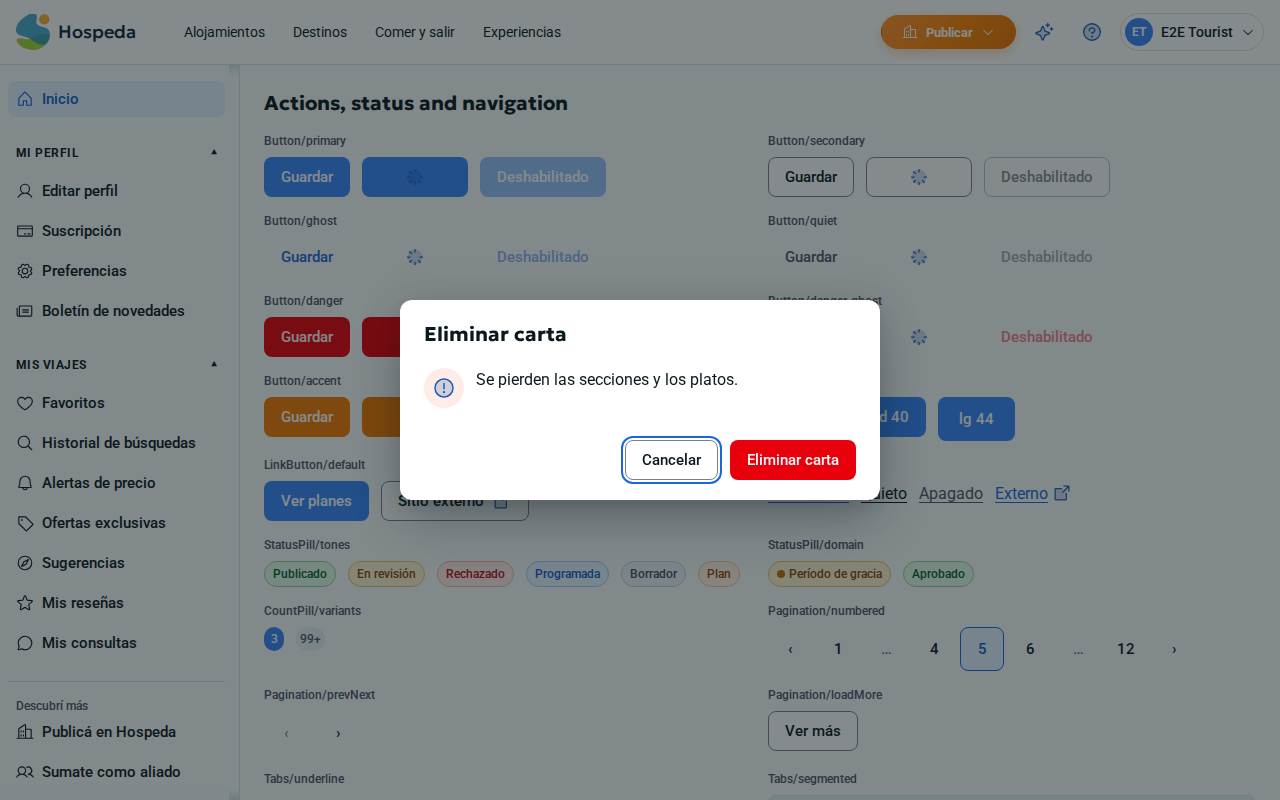 Hospeda
Alojamientos
Destinos
Comer y salir
Experiencias
Publicar
ET
E2E Tourist
Inicio
MI PERFIL
Editar perfil
Suscripción
Preferencias
Boletín de novedades
MIS VIAJES
Favoritos
Historial de búsquedas
Alertas de precio
Ofertas exclusivas
Sugerencias
Mis reseñas
Mis consultas
Descubrí más
Publicá en Hospeda
Sumate como aliado
Actions, status and navigation
Button/primary
Guardar
Deshabilitado
Button/secondary
Guardar
Deshabilitado
Button/ghost
Guardar
Deshabilitado
Button/quiet
Guardar
Deshabilitado
Button/danger
Guardar
Deshabilitado
Button/accent
Guardar
40
lg 44
Eliminar carta
Se pierden las secciones y los platos.
Cancelar
Eliminar carta
LinkButton/default
Ver planes
Apagado
Externo
StatusPill/tones
Publicado
En revisión
Rechazado
Programada
Borrador
Plan
StatusPill/domain
Período de gracia
Aprobado
CountPill/variants
3
99+
Pagination/numbered
‹ 1 … 4 5 6 … 12 ›
Pagination/prevNext
‹ ›
Pagination/loadMore
Ver más
Tabs/underline
Tabs/segmented